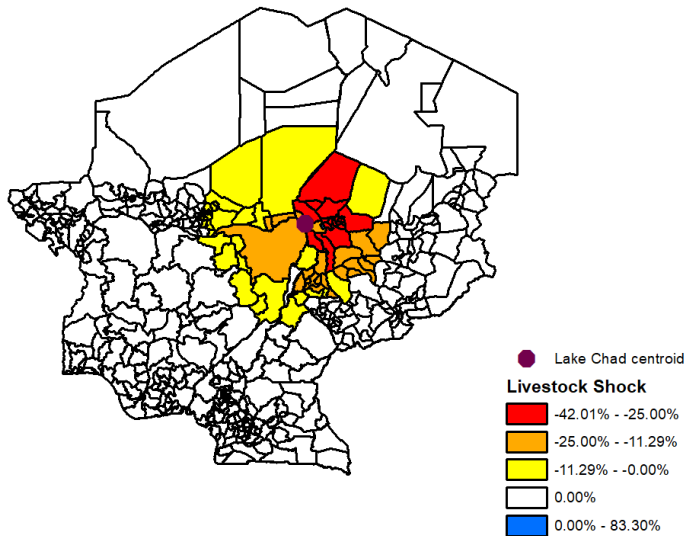 Lake Chad centroid
Livestock Shock
-42.01% - -25.00%
-25.00% - -11.29%
-11.29% - -0.00%
0.00%
0.00% - 83.30%